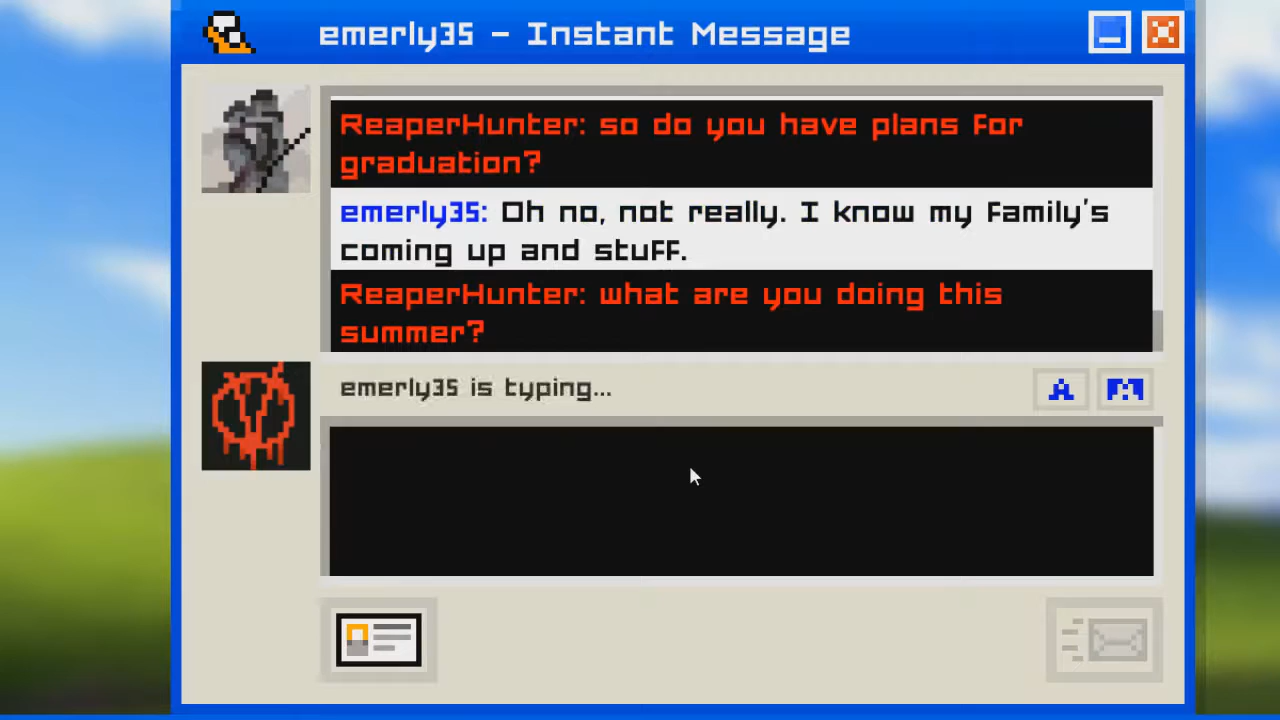 emerly35 - Instant Message
ReaperHunter: so do you have plans for
graduation?
emerly35: Oh no, not really. I know my family's
coming up and stuff.
ReaperHunter: what are you doing this
summer?
emerly35 is typing...
A